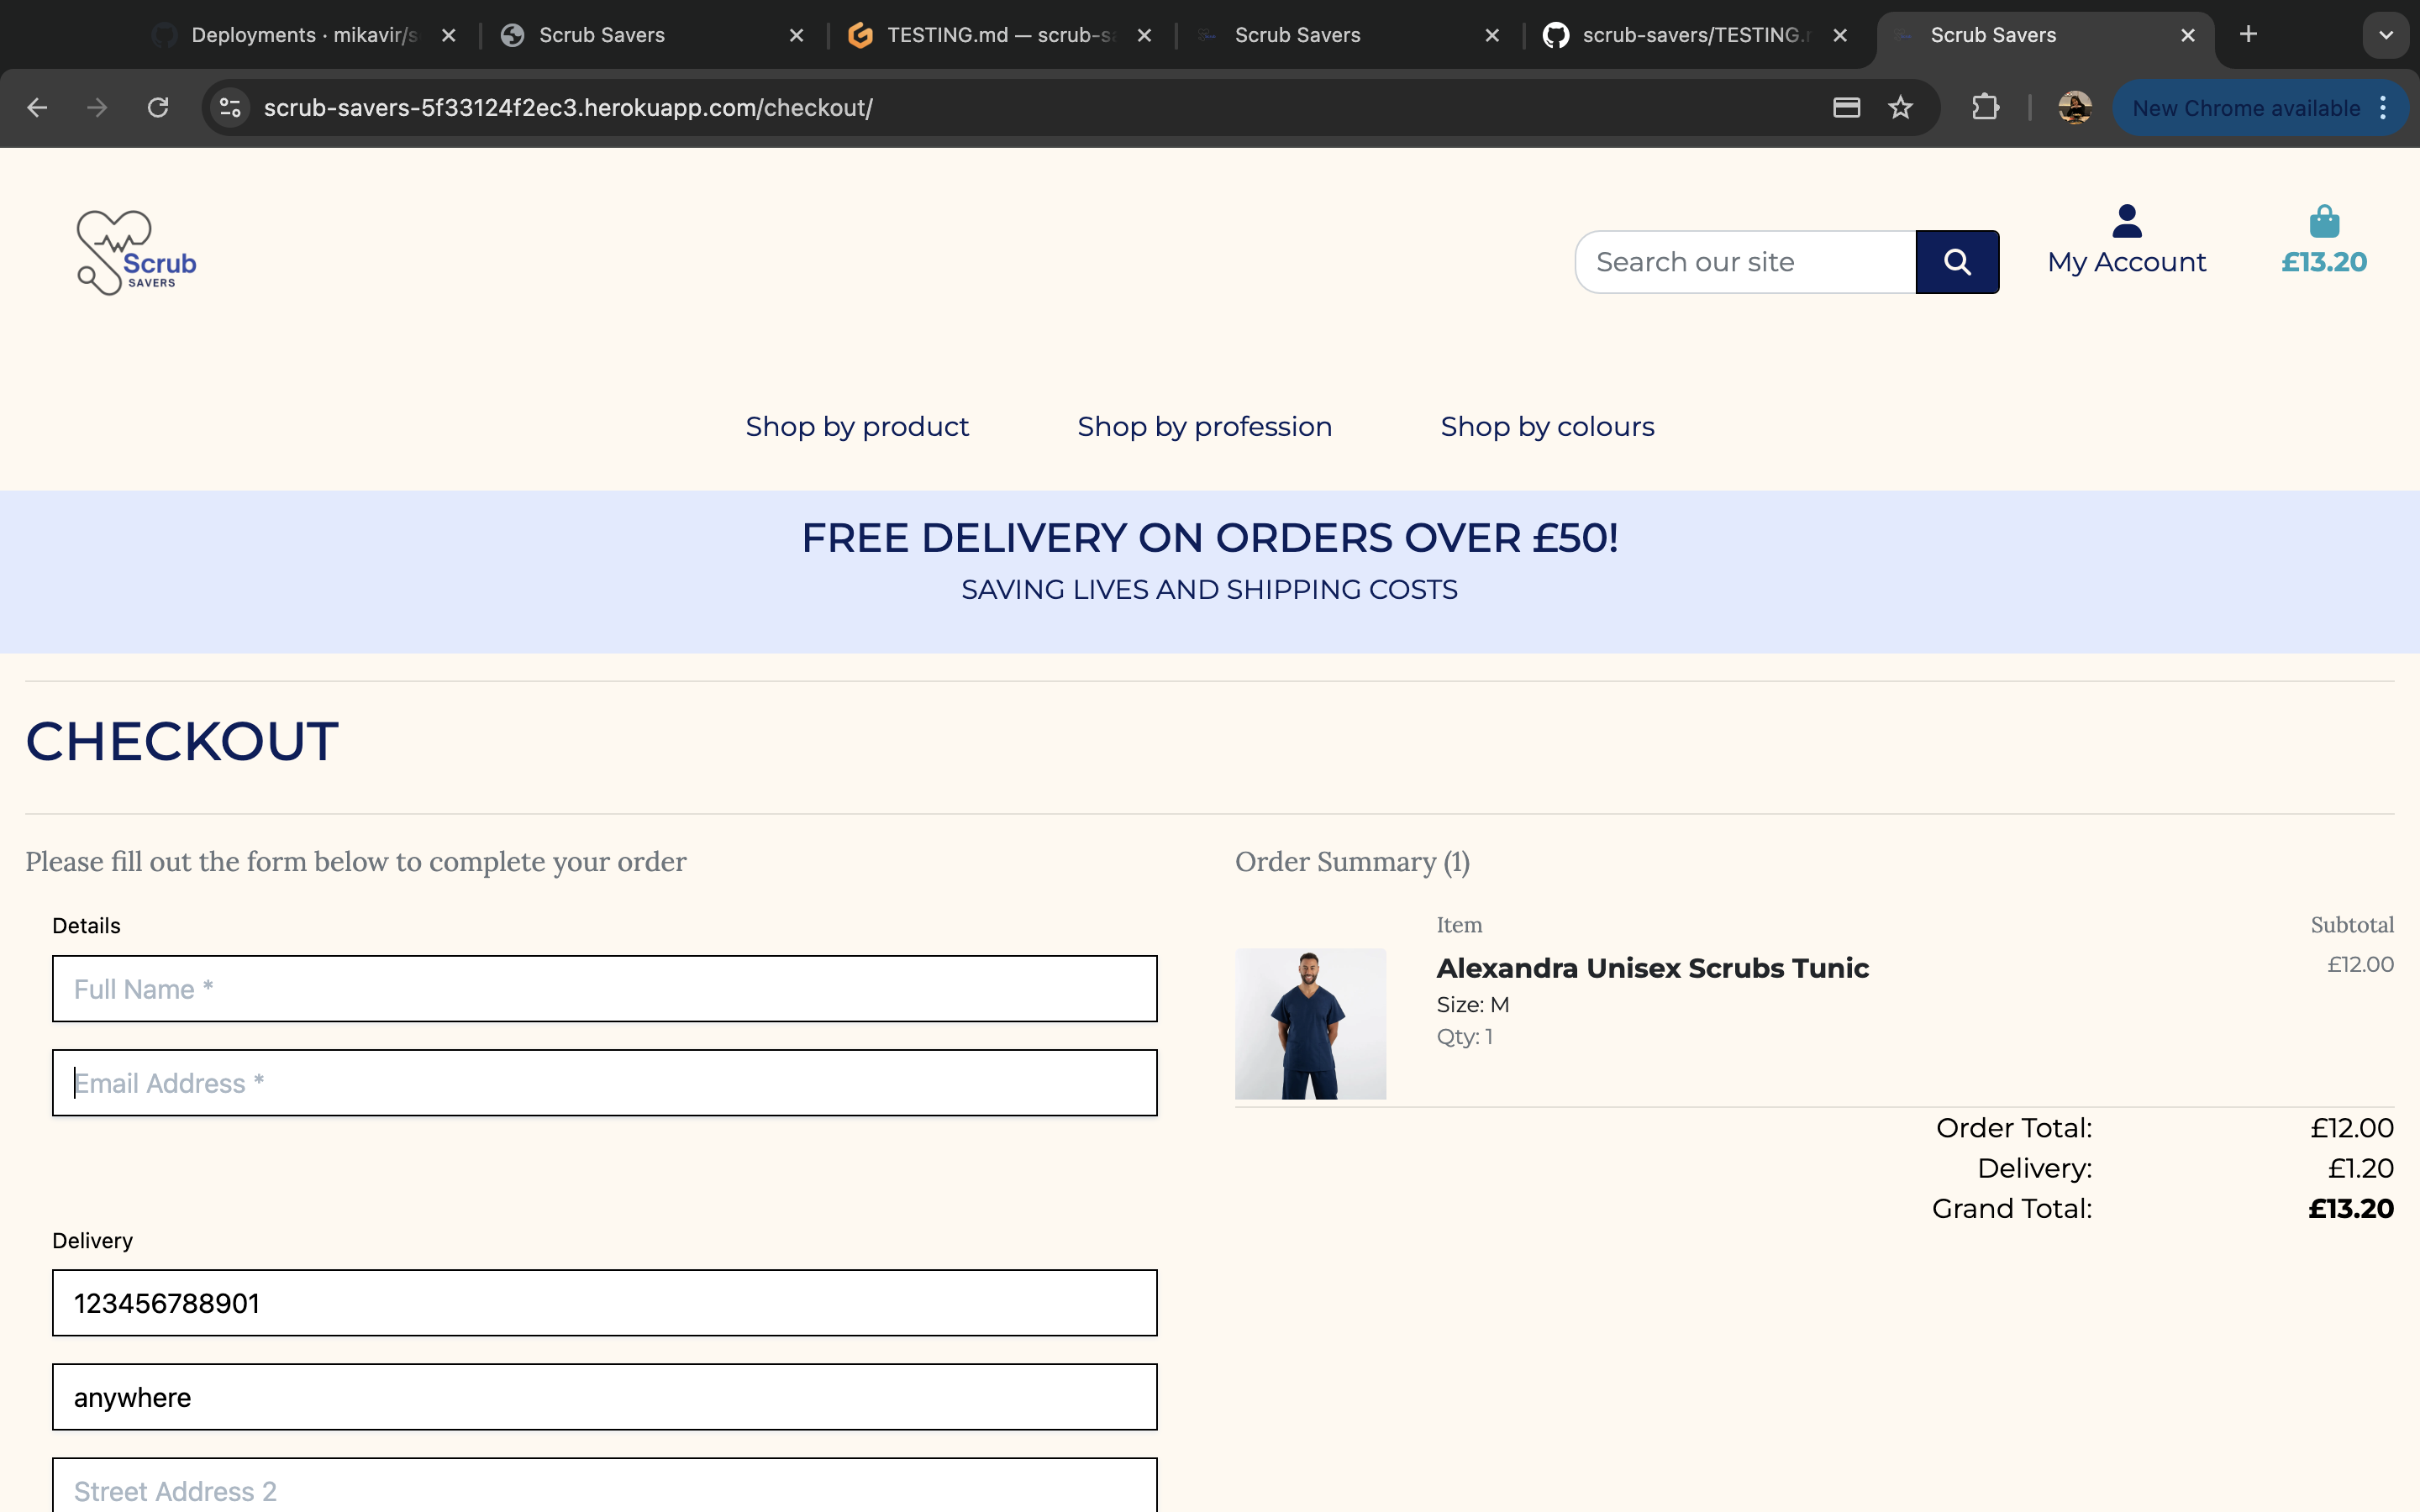 Deployments · mikavir/s
Scrub Savers
TESTING.md — scrub-sa
Scrub Savers
scrub-savers/TESTING.r
Scrub Savers
scrub-savers-5f33124f2ec3.herokuapp.com/checkout/
New Chrome available
Scrub
SAVERS
Search our site
My Account
£13.20
Shop by product
Shop by profession
Shop by colours
FREE DELIVERY ON ORDERS OVER £50!
SAVING LIVES AND SHIPPING COSTS
CHECKOUT
Please fill out the form below to complete your order
Details
Full Name *
Email Address *
Delivery
123456788901
anywhere
Street Address 2
Order Summary (1)
Item
Subtotal
Alexandra Unisex Scrubs Tunic
£12.00
Size: M
Qty: 1
Order Total: £12.00
Delivery: £1.20
Grand Total: £13.20